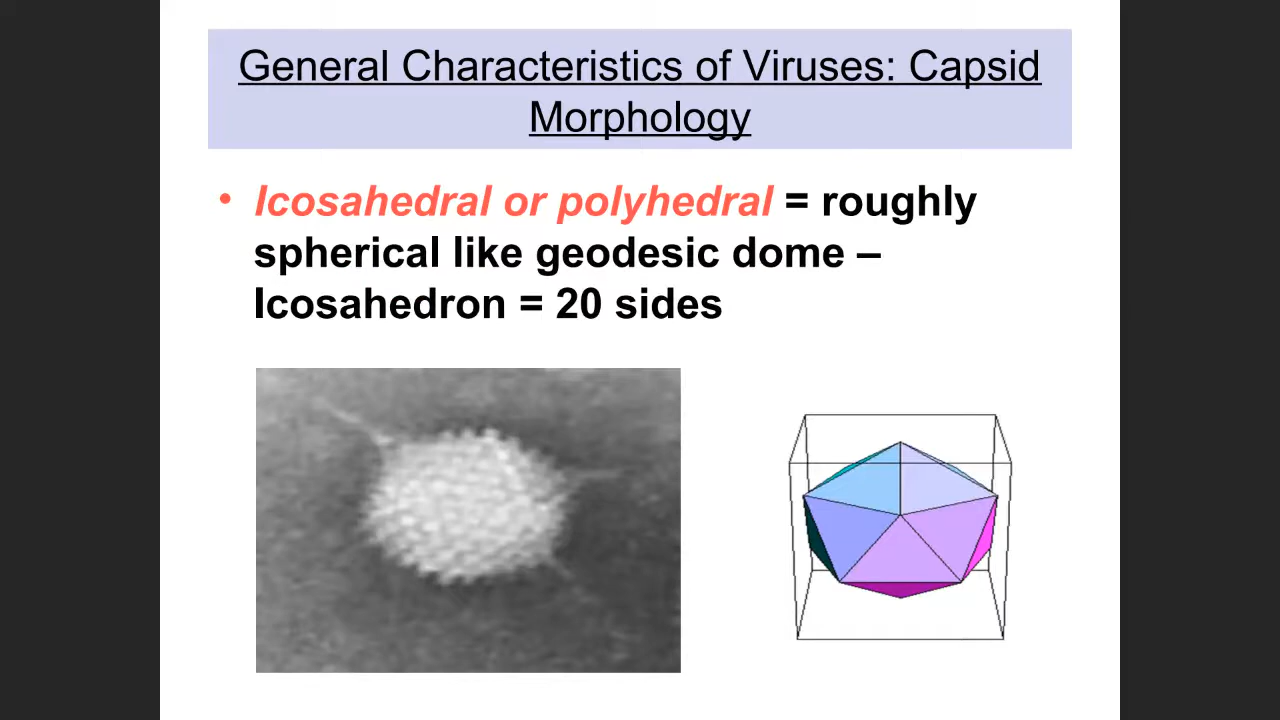 General Characteristics of Viruses: Capsid
Morphology
• Icosahedral or polyhedral = roughly
spherical like geodesic dome –
Icosahedron = 20 sides